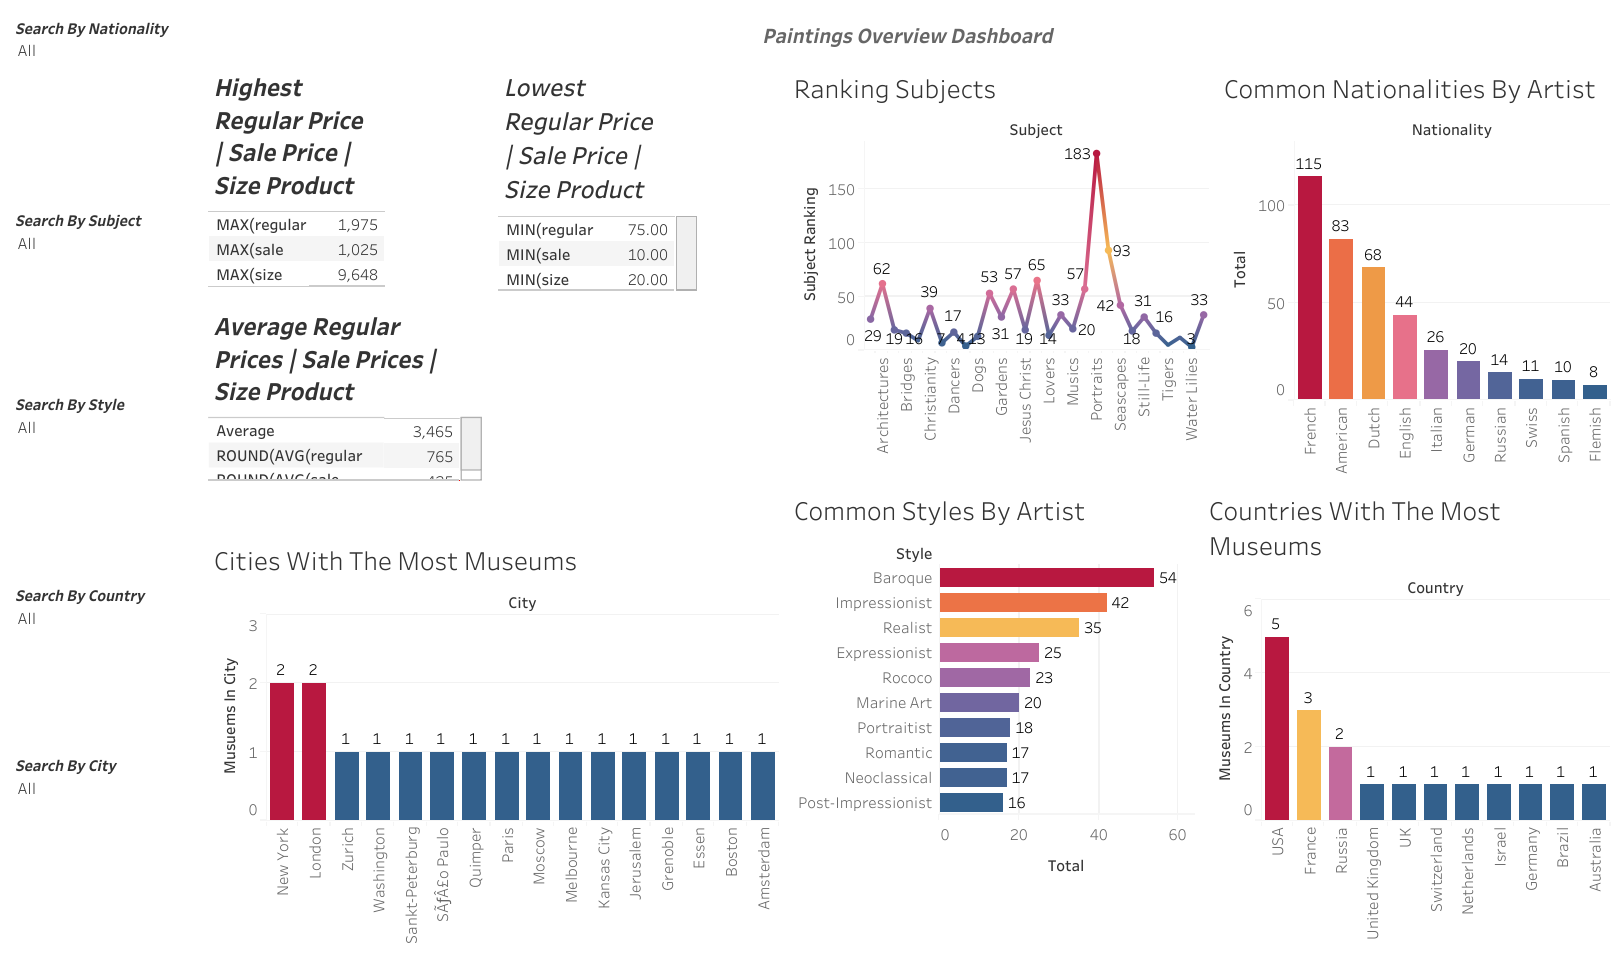 Paintings Overview Dashboard
Search By Nationality
All
Search By Subject
All
Search By Style
All
Search By Country
All
Search By City
All
Highest
Regular Price
| Sale Price |
Size Product
MAX(regular 1,975
MAX(sale 1,025
MAX(size 9,648
Lowest
Regular Price
| Sale Price |
Size Product
MIN(regular 75.00
MIN(sale 10.00
MIN(size 20.00
Average Regular
Prices | Sale Prices |
Size Product
Average 3,465
ROUND(AVG(regular 765
ROUND(AVG(sale
Ranking Subjects
Subject
Subject Ranking
150
100
50
0
29
62
19
16
39
7
17
4
13
53
31
57
19
65
14
33
20
57
183
93
42
18
31
16
3
33
Architectures
Bridges
Christianity
Dancers
Dogs
Gardens
Jesus Christ
Lovers
Musics
Portraits
Seascapes
Still-Life
Tigers
Water Lilies
Common Nationalities By Artist
Nationality
Total
100
50
0
115
83
68
44
26
20
14
11
10
8
French
American
Dutch
English
Italian
German
Russian
Swiss
Spanish
Flemish
Cities With The Most Museums
City
Musuems In City
3
2
1
0
2
2
1
1
1
1
1
1
1
1
1
1
1
1
1
1
New York
London
Zurich
Washington
Sankt-Peterburg
SÃƒÂ£o Paulo
Quimper
Paris
Moscow
Melbourne
Kansas City
Jerusalem
Grenoble
Essen
Boston
Amsterdam
Common Styles By Artist
Style
Baroque 54
Impressionist 42
Realist 35
Expressionist 25
Rococo 23
Marine Art 20
Portraitist 18
Romantic 17
Neoclassical 17
Post-Impressionist 16
0 20 40 60
Total
Countries With The Most
Museums
Country
Museums In Country
6
4
2
0
5
3
2
1
1
1
1
1
1
1
1
USA
France
Russia
United Kingdom
UK
Switzerland
Netherlands
Israel
Germany
Brazil
Australia